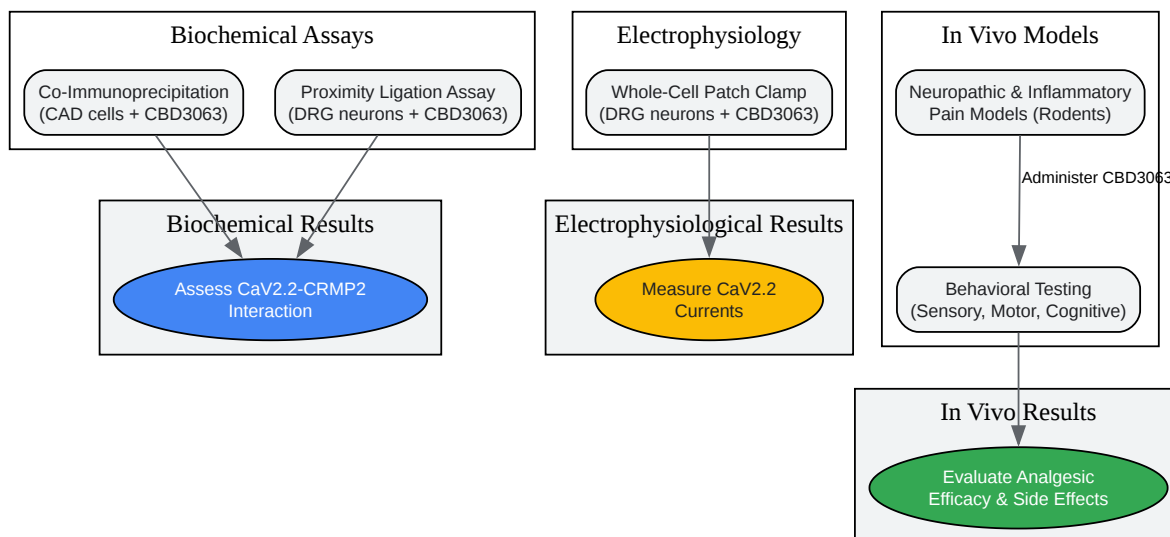 Biochemical Assays
Co-Immunoprecipitation
(CAD cells + CBD3063)
Proximity Ligation Assay
(DRG neurons + CBD3063)
Biochemical Results
Assess CaV2.2-CRMP2
Interaction
Electrophysiology
Whole-Cell Patch Clamp
(DRG neurons + CBD3063)
Electrophysiological Results
Measure CaV2.2
Currents
In Vivo Models
Neuropathic & Inflammatory
Pain Models (Rodents)
Administer CBD3063
Behavioral Testing
(Sensory, Motor, Cognitive)
In Vivo Results
Evaluate Analgesic
Efficacy & Side Effects